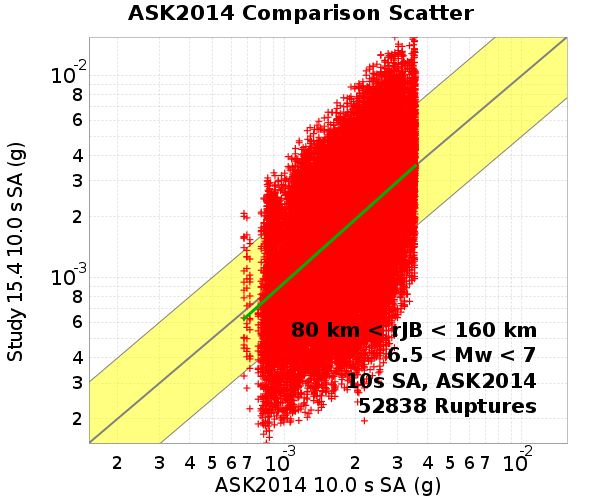 ASK2014 Comparison Scatter
10-2
8
6
4
3
2
10-3
8
6
4
3
2
Study 15.4 10.0 s SA (g)
80 km < rJB < 160 km
6.5 < Mw < 7
10s SA, ASK2014
52838 Ruptures
2 3 4 5 6 7 10-3 2 3 4 5 6 7 10-2
ASK2014 10.0 s SA (g)